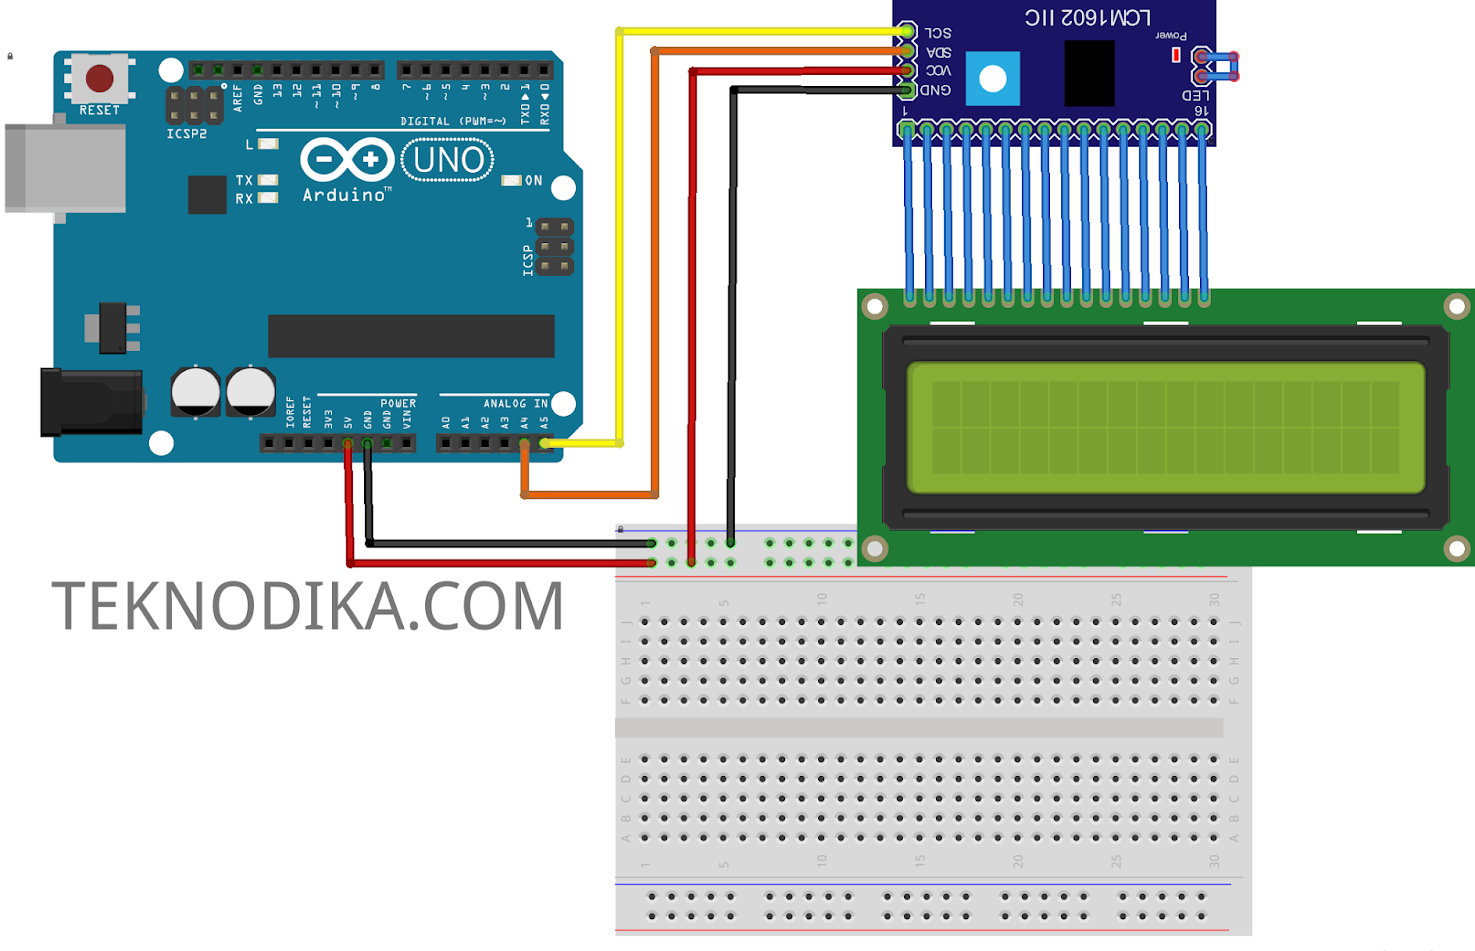 LCM1602 IIC
SCL
SDA
VCC
GND
Power
LED
1
16
RESET
ICSP2
AREF
GND
13
12
~11
~10
~9
8
7
~6
~5
4
~3
2
TX0 ▶ 1
RX0 ◀ 0
DIGITAL (PWM=~)
L
TX
RX
UNO
Arduino™
ON
1
ICSP
POWER
ANALOG IN
IOREF
RESET
3V3
5V
GND
GND
VIN
A0
A1
A2
A3
A4
A5
TEKNODIKA.COM
1 5 10 15 20 25 30
J J
I I
H H
G G
F F
E E
D D
C C
B B
A A
1 5 10 15 20 25 30